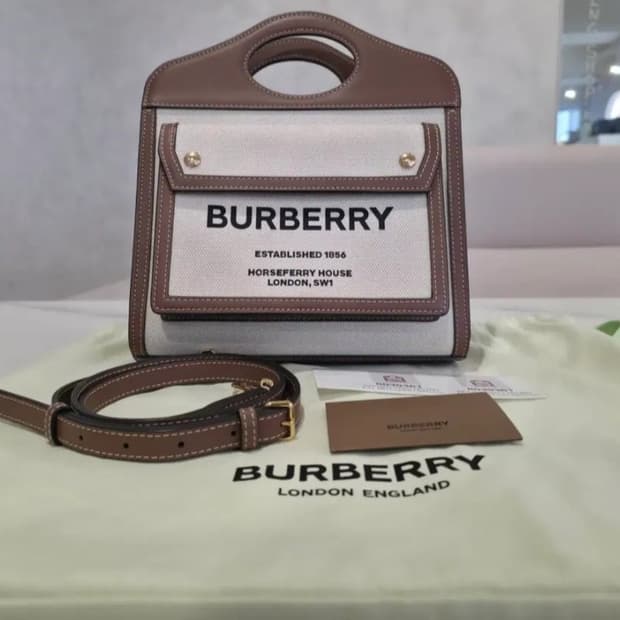 BURBERRY
ESTABLISHED 1856
HORSEFERRY HOUSE
LONDON, SW1
BURBERRY
BURBERRY
LONDON ENGLAND